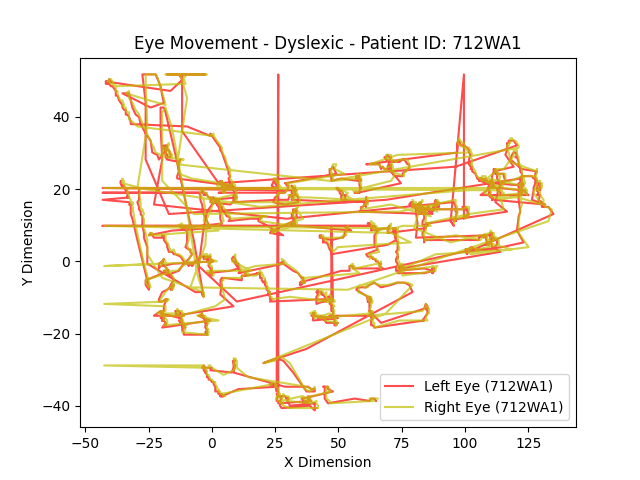 Eye Movement - Dyslexic - Patient ID: 712WA1
Y Dimension
40
20
0
−20
−40
−50
−25
0
25
50
75
100
125
X Dimension
Left Eye (712WA1)
Right Eye (712WA1)